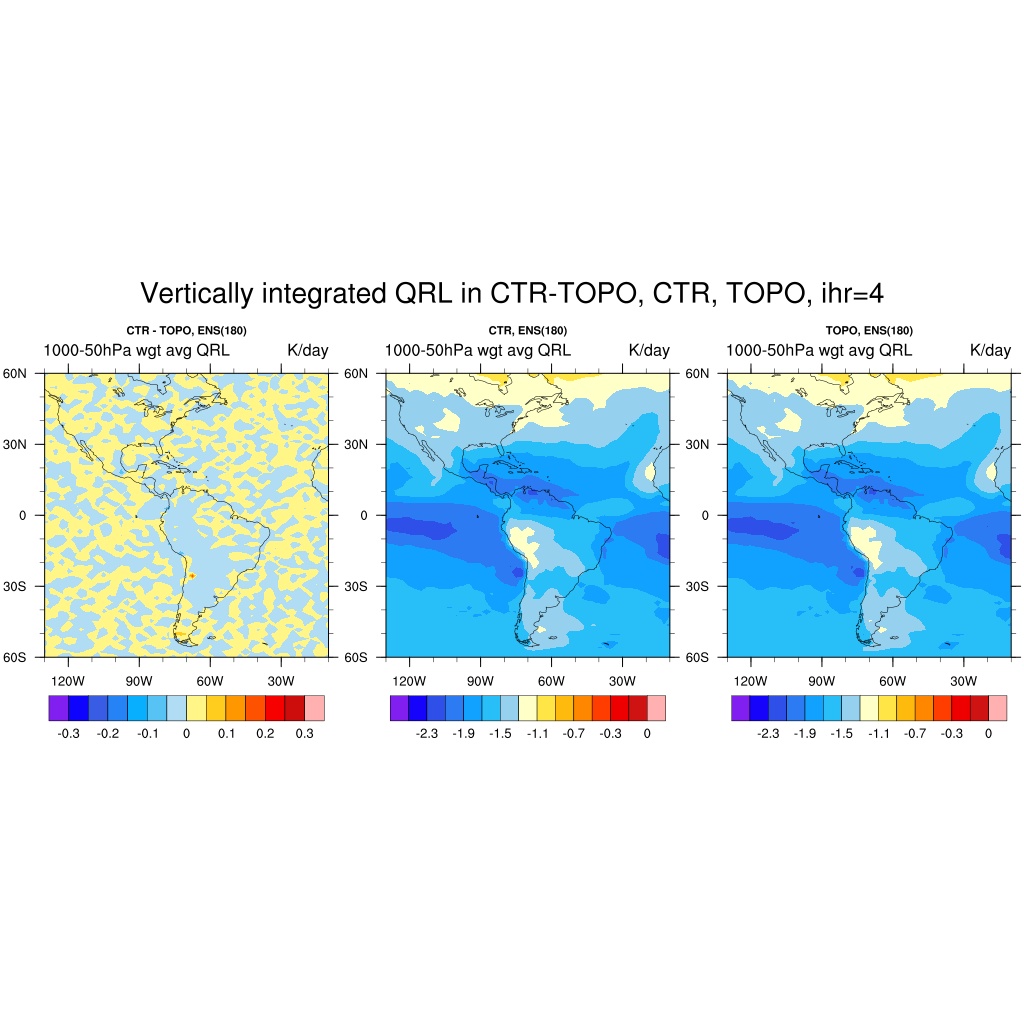 Vertically integrated QRL in CTR-TOPO, CTR, TOPO, ihr=4
CTR - TOPO, ENS(180)
1000-50hPa wgt avg QRL K/day
60N
30N
0
30S
60S
120W 90W 60W 30W
-0.3 -0.2 -0.1 0 0.1 0.2 0.3
CTR, ENS(180)
1000-50hPa wgt avg QRL K/day
60N
30N
0
30S
60S
120W 90W 60W 30W
-2.3 -1.9 -1.5 -1.1 -0.7 -0.3 0
TOPO, ENS(180)
1000-50hPa wgt avg QRL K/day
60N
30N
0
30S
60S
120W 90W 60W 30W
-2.3 -1.9 -1.5 -1.1 -0.7 -0.3 0